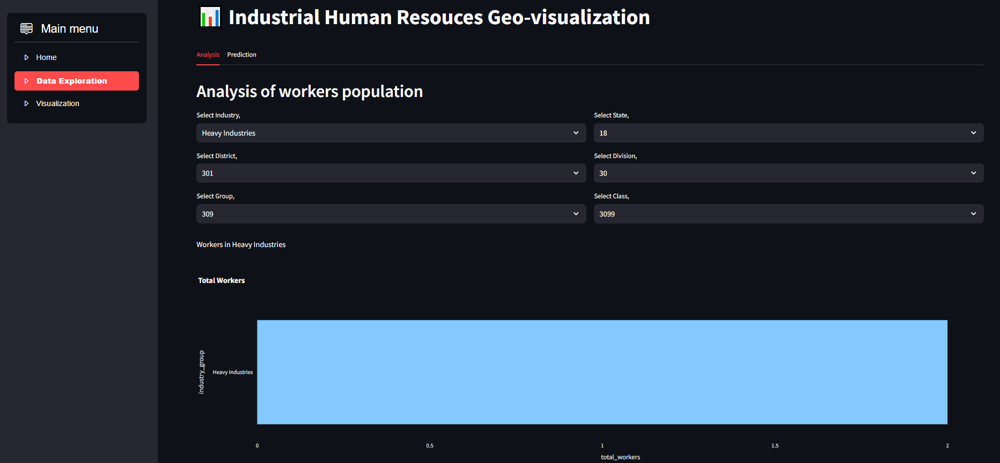 Main menu
Home
Data Exploration
Visualization
Industrial Human Resouces Geo-visualization
Analysis Prediction
Analysis of workers population
Select Industry, Select State,
Heavy Industries 18
Select District, Select Division,
301 30
Select Group, Select Class,
309 3099
Workers in Heavy Industries
Total Workers
industry_group
Heavy Industries
0 0.5 1 1.5 2
total_workers